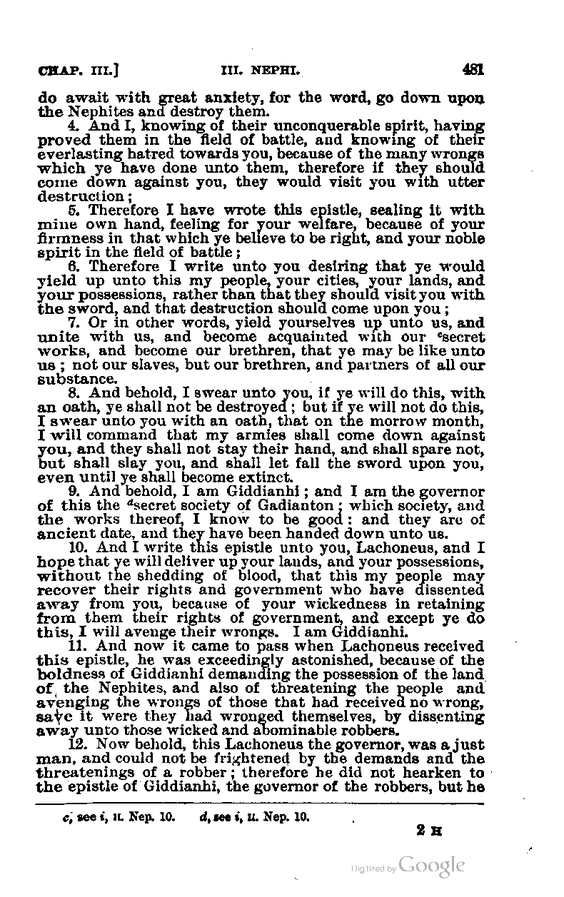 CHAP. III.] III. NEPHI. 481
do await with great anxiety, for the word, go down upon
the Nephites and destroy them.
4. And I, knowing of their unconquerable spirit, having
proved them in the field of battle, and knowing of their
everlasting hatred towards you, because of the many wrongs
which ye have done unto them, therefore if they should
come down against you, they would visit you with utter
destruction;
5. Therefore I have wrote this epistle, sealing it with
mine own hand, feeling for your welfare, because of your
firmness in that which ye believe to be right, and your noble
spirit in the field of battle;
6. Therefore I write unto you desiring that ye would
yield up unto this my people, your cities, your lands, and
your possessions, rather than that they should visit you with
the sword, and that destruction should come upon you;
7. Or in other words, yield yourselves up unto us, and
unite with us, and become acquainted with our ᶜsecret
works, and become our brethren, that ye may be like unto
us; not our slaves, but our brethren, and partners of all our
substance.
8. And behold, I swear unto you, if ye will do this, with
an oath, ye shall not be destroyed; but if ye will not do this,
I swear unto you with an oath, that on the morrow month,
I will command that my armies shall come down against
you, and they shall not stay their hand, and shall spare not,
but shall slay you, and shall let fall the sword upon you,
even until ye shall become extinct.
9. And behold, I am Giddianhi; and I am the governor
of this the ᵈsecret society of Gadianton; which society, and
the works thereof, I know to be good: and they are of
ancient date, and they have been handed down unto us.
10. And I write this epistle unto you, Lachoneus, and I
hope that ye will deliver up your lands, and your possessions,
without the shedding of blood, that this my people may
recover their rights and government who have dissented
away from you, because of your wickedness in retaining
from them their rights of government, and except ye do
this, I will avenge their wrongs. I am Giddianhi.
11. And now it came to pass when Lachoneus received
this epistle, he was exceedingly astonished, because of the
boldness of Giddianhi demanding the possession of the land
of the Nephites, and also of threatening the people and
avenging the wrongs of those that had received no wrong,
save it were they had wronged themselves, by dissenting
away unto those wicked and abominable robbers.
12. Now behold, this Lachoneus the governor, was a just
man, and could not be frightened by the demands and the
threatenings of a robber; therefore he did not hearken to
the epistle of Giddianhi, the governor of the robbers, but he
c, see i, II. Nep. 10. d, see i, II. Nep. 10.
2 H
Digitized by Google